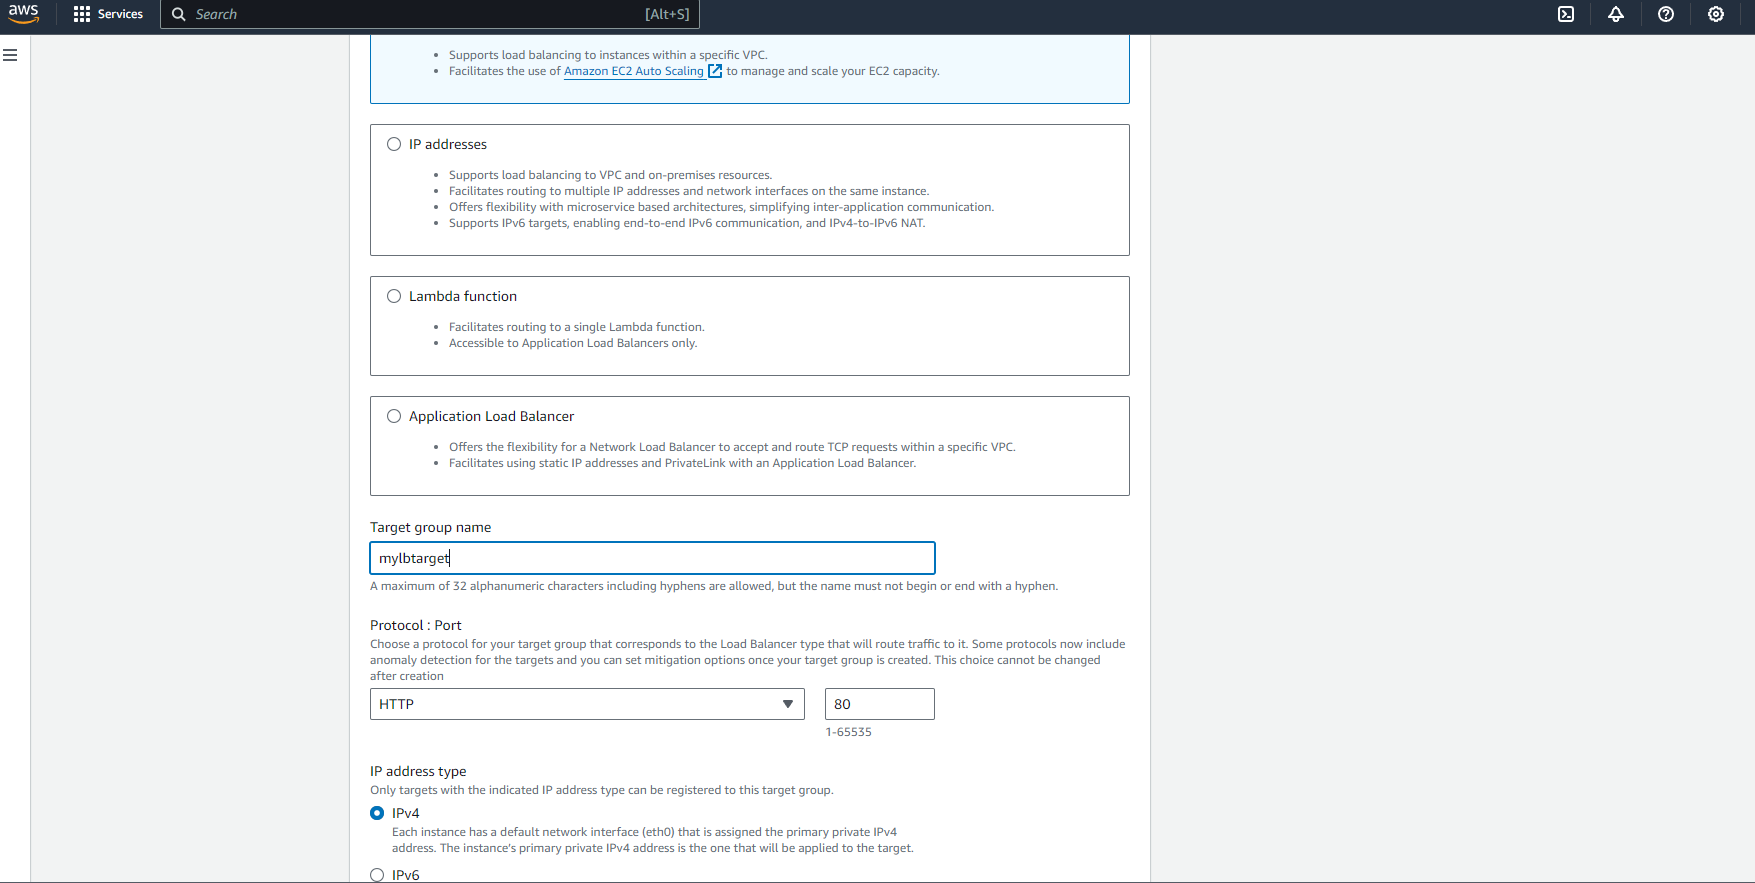 aws
Services
Search
[Alt+S]
Supports load balancing to instances within a specific VPC.
Facilitates the use of Amazon EC2 Auto Scaling to manage and scale your EC2 capacity.
IP addresses
Supports load balancing to VPC and on-premises resources.
Facilitates routing to multiple IP addresses and network interfaces on the same instance.
Offers flexibility with microservice based architectures, simplifying inter-application communication.
Supports IPv6 targets, enabling end-to-end IPv6 communication, and IPv4-to-IPv6 NAT.
Lambda function
Facilitates routing to a single Lambda function.
Accessible to Application Load Balancers only.
Application Load Balancer
Offers the flexibility for a Network Load Balancer to accept and route TCP requests within a specific VPC.
Facilitates using static IP addresses and PrivateLink with an Application Load Balancer.
Target group name
mylbtarget
A maximum of 32 alphanumeric characters including hyphens are allowed, but the name must not begin or end with a hyphen.
Protocol : Port
Choose a protocol for your target group that corresponds to the Load Balancer type that will route traffic to it. Some protocols now include
anomaly detection for the targets and you can set mitigation options once your target group is created. This choice cannot be changed
after creation
HTTP
80
1-65535
IP address type
Only targets with the indicated IP address type can be registered to this target group.
IPv4
Each instance has a default network interface (eth0) that is assigned the primary private IPv4
address. The instance's primary private IPv4 address is the one that will be applied to the target.
IPv6